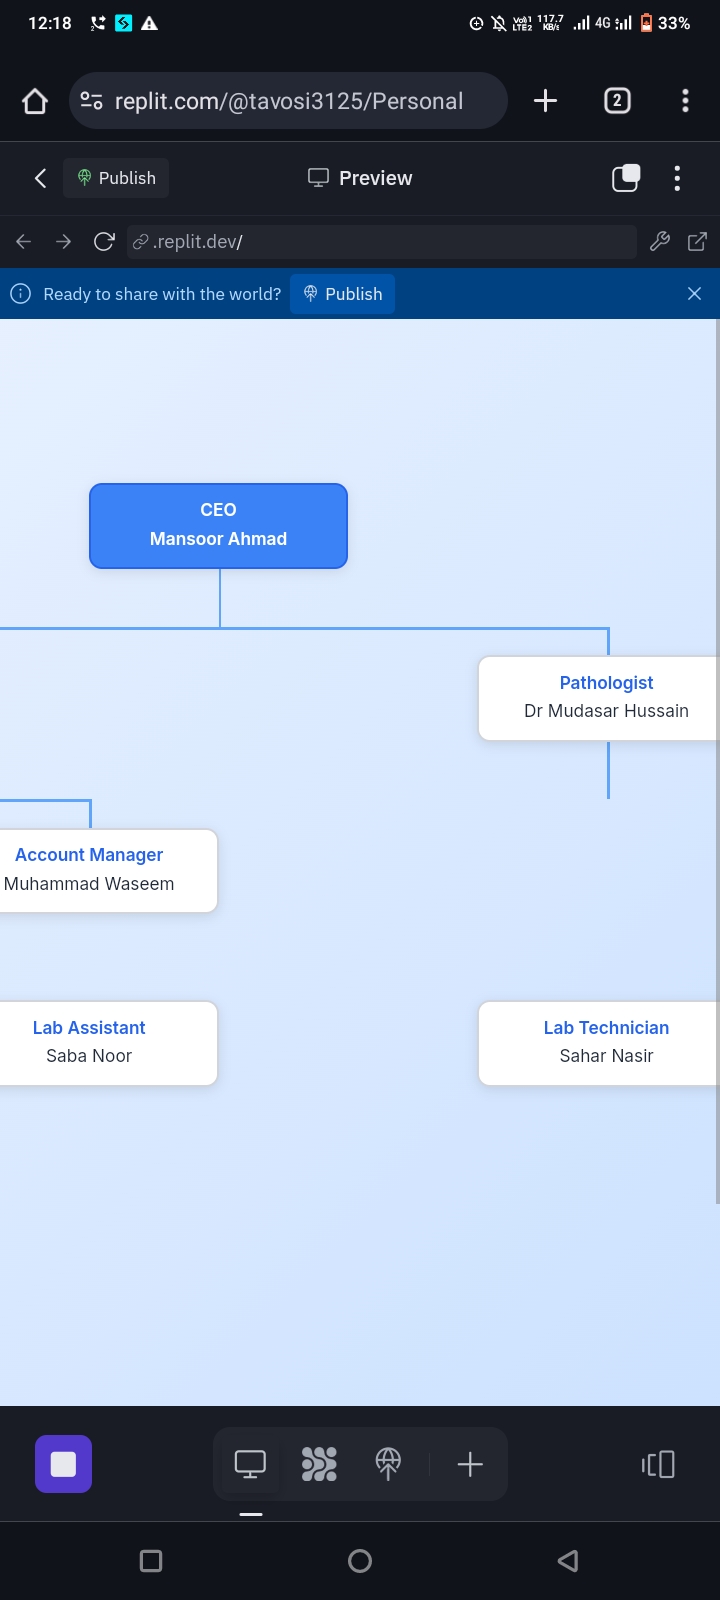 12:18
Vo)) 1
LTE2
117.7
KB/s
4G
33%
replit.com/@tavosi3125/Personal
2
Publish
Preview
.replit.dev/
Ready to share with the world?
Publish
CEO
Mansoor Ahmad
Pathologist
Dr Mudasar Hussain
Account Manager
Muhammad Waseem
Lab Assistant
Saba Noor
Lab Technician
Sahar Nasir